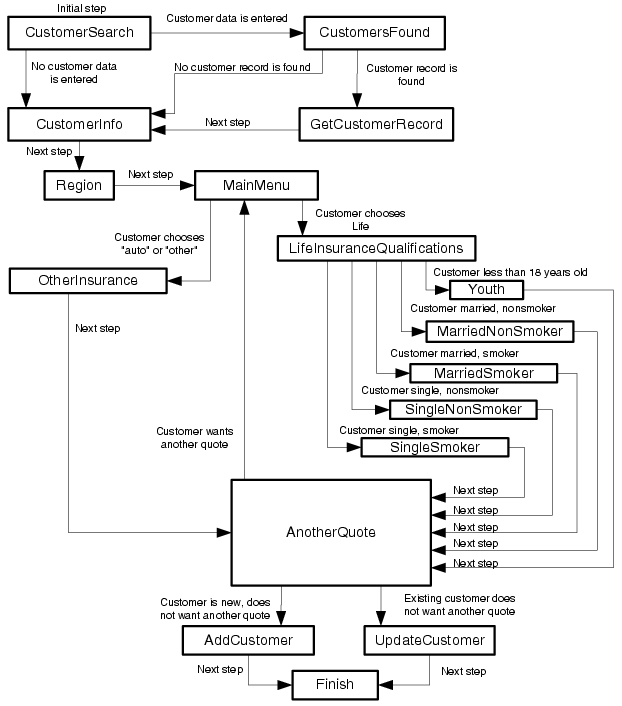 Initial step
CustomerSearch
Customer data is entered
CustomersFound
No customer data
is entered
No customer record is found
Customer record is
found
CustomerInfo
Next step
GetCustomerRecord
Next step
Region
Next step
MainMenu
Customer chooses
Life
Customer chooses
"auto" or "other"
LifeInsuranceQualifications
OtherInsurance
Customer less than 18 years old
Youth
Next step
Customer married, nonsmoker
MarriedNonSmoker
Customer married, smoker
MarriedSmoker
Customer single, nonsmoker
SingleNonSmoker
Customer single, smoker
SingleSmoker
Customer wants
another quote
Next step
Next step
Next step
Next step
Next step
AnotherQuote
Customer is new, does
not want another quote
Existing customer does
not want another quote
AddCustomer
UpdateCustomer
Next step
Next step
Finish